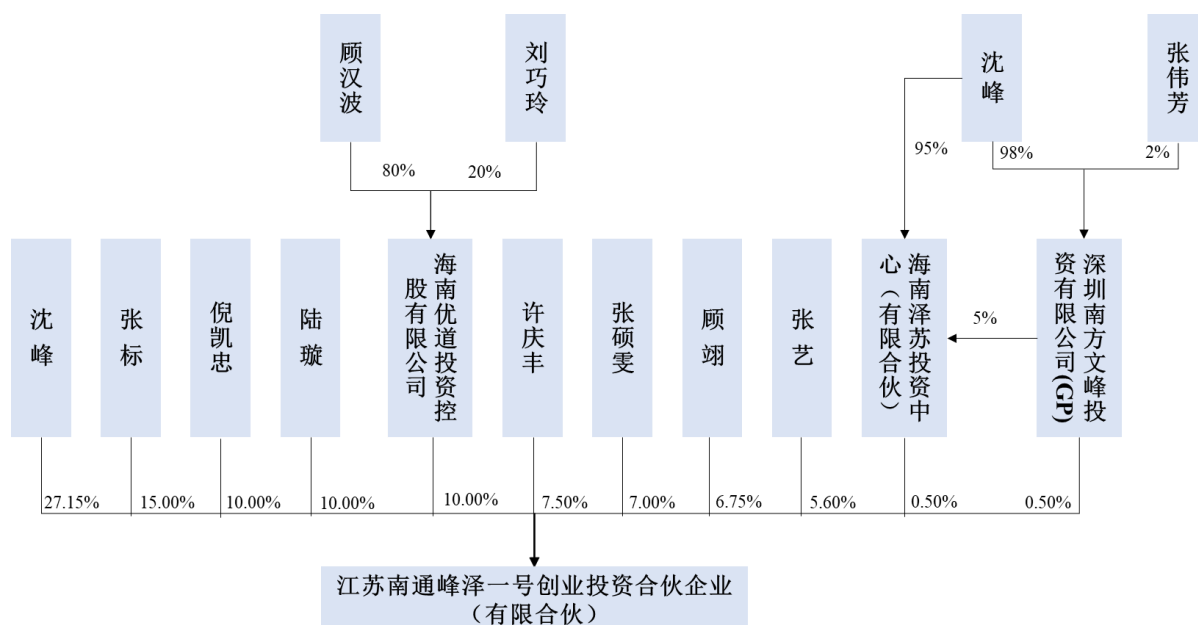 顾汉波
刘巧玲
沈峰
张伟芳
80%
20%
95%
98%
2%
沈峰
张标
倪凯忠
陆璇
海南优道投资控
股有限公司
许庆丰
张硕雯
顾翊
张艺
海南泽苏投资中
心（有限合伙）
5%
深圳南方文峰投
资有限公司(GP)
27.15%
15.00%
10.00%
10.00%
10.00%
7.50%
7.00%
6.75%
5.60%
0.50%
0.50%
江苏南通峰泽一号创业投资合伙企业
（有限合伙）